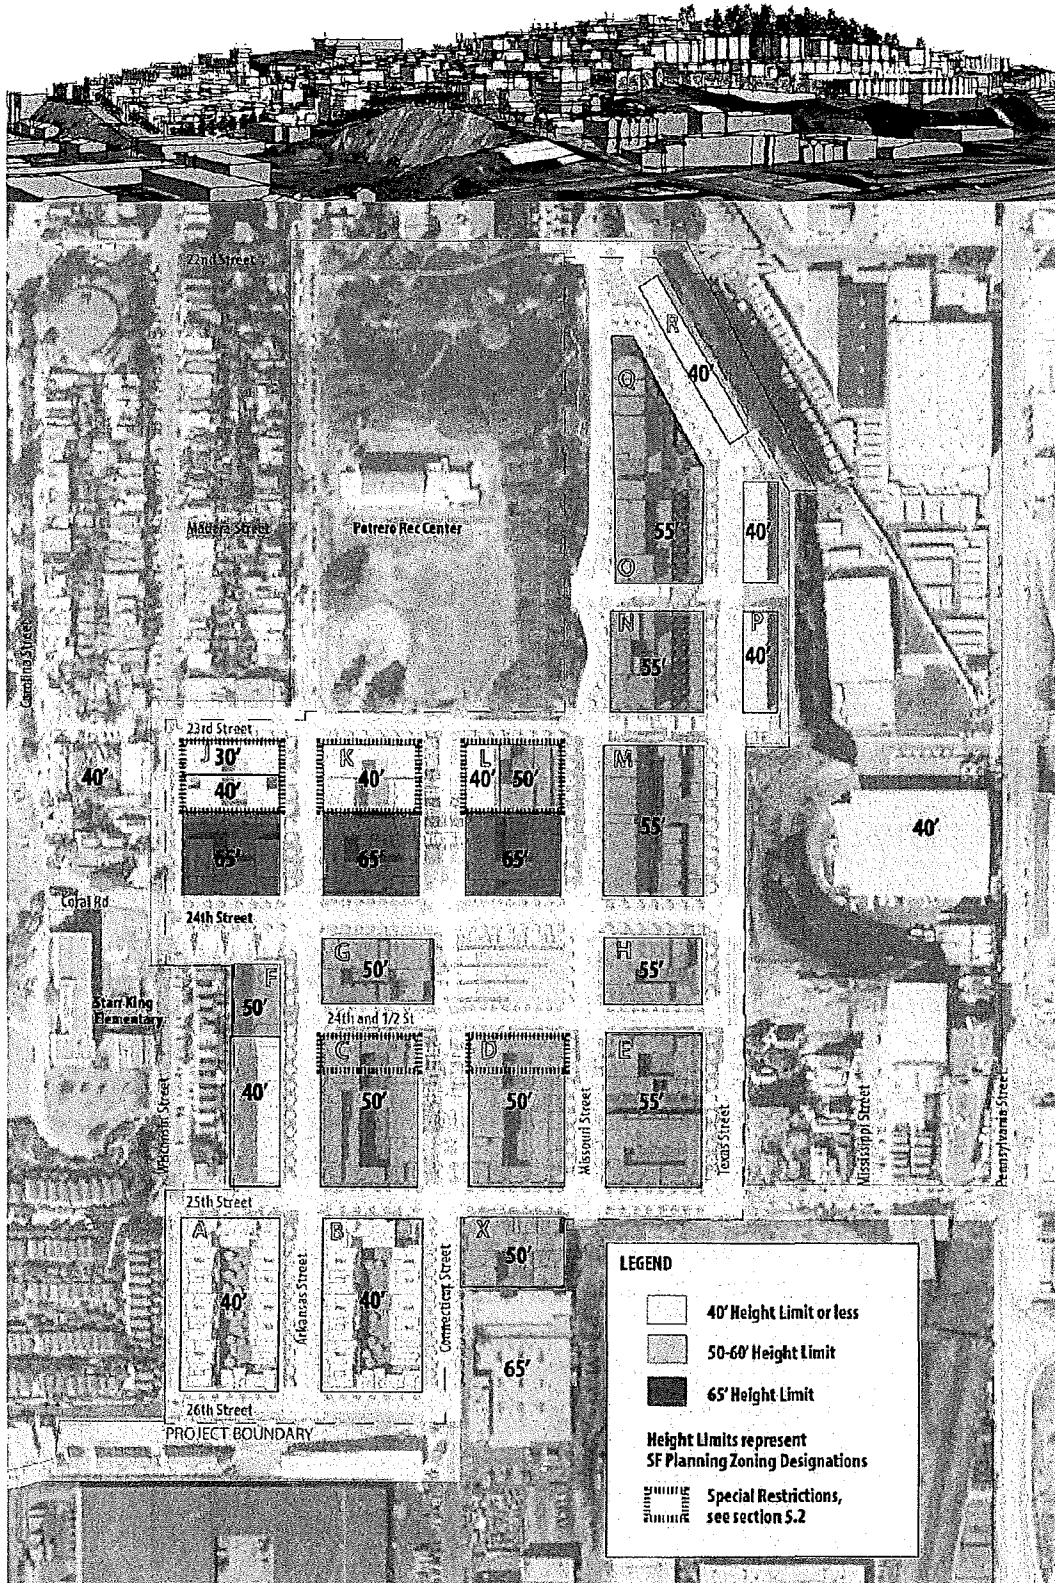 22nd Street
R
40'
Q
Madera Street
Potrero Rec Center
55'
40'
O
Carolina Street
N
55'
P
40'
23rd Street
J
30'
40'
40'
K
40'
L
40'
50'
M
55'
65'
65'
65'
40'
Coral Rd
24th Street
Starr King
Elementary
F
50'
40'
G
50'
H
55'
24th and 1/2 St
C
50'
D
50'
E
55'
Wisconsin Street
Missouri Street
Texas Street
Mississippi Street
Pennsylvania Street
25th Street
A
40'
B
40'
X
50'
Arkansas Street
Connecticut Street
65'
26th Street
PROJECT BOUNDARY
LEGEND
40' Height Limit or less
50-60' Height Limit
65' Height Limit
Height Limits represent
SF Planning Zoning Designations
Special Restrictions,
see section 5.2